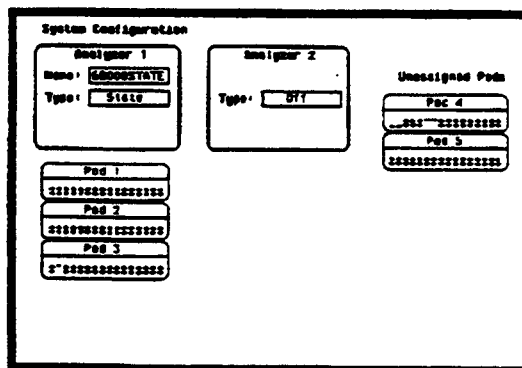 System Configuration
Analyzer 1
Name: 68000STATE
Type: State
Analyzer 2
Type: Off
Unassigned Pods
Pod 4
Pod 5
Pod 1
Pod 2
Pod 3